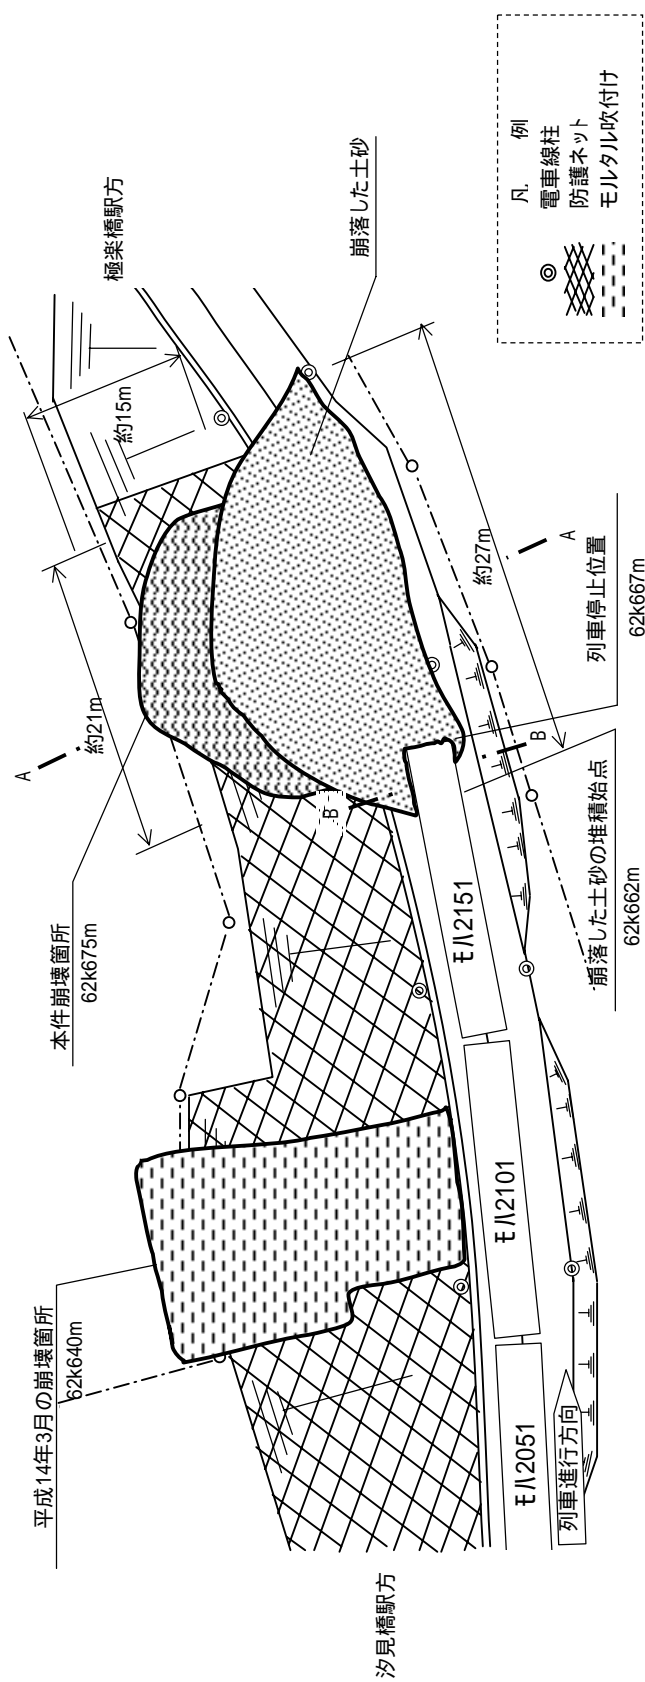 平成14年3月の崩壊箇所
62k640m
本件崩壊箇所
62k675m
A
約21m
約15m
極楽橋駅方
崩落した土砂
凡 例
電車線柱
防護ネット
モルタル吹付け
汐見橋駅方
モハ2051
モハ2101
モハ2151
B
列車進行方向
約27m
A
B
列車停止位置
62k667m
崩落した土砂の堆積始点
62k662m